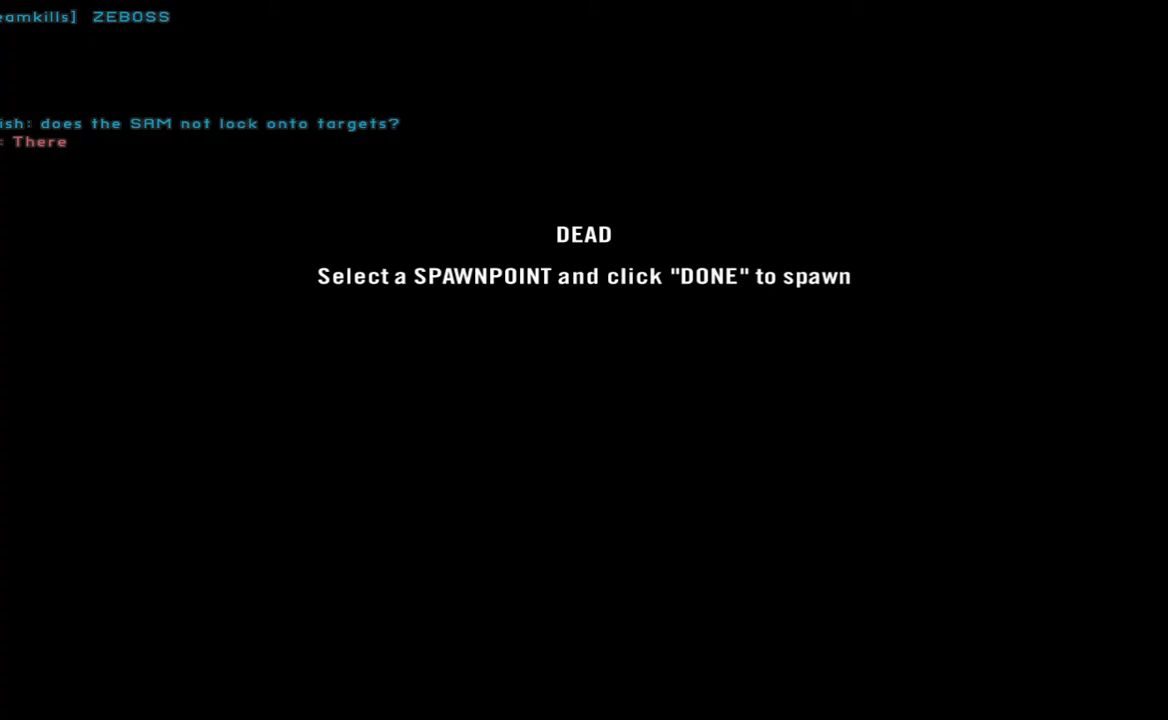 eamkills] ZEBOSS
ish: does the SAM not lock onto targets?
: There
DEAD
Select a SPAWNPOINT and click "DONE" to spawn